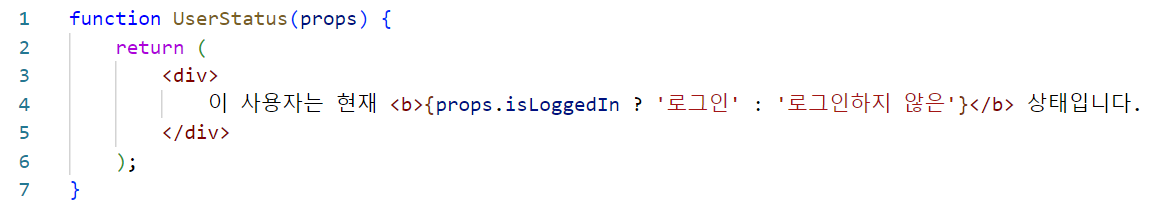 1 function UserStatus(props) {
2     return (
3         <div>
4             이 사용자는 현재 <b>{props.isLoggedIn ? '로그인' : '로그인하지 않은'}</b> 상태입니다.
5         </div>
6     );
7 }